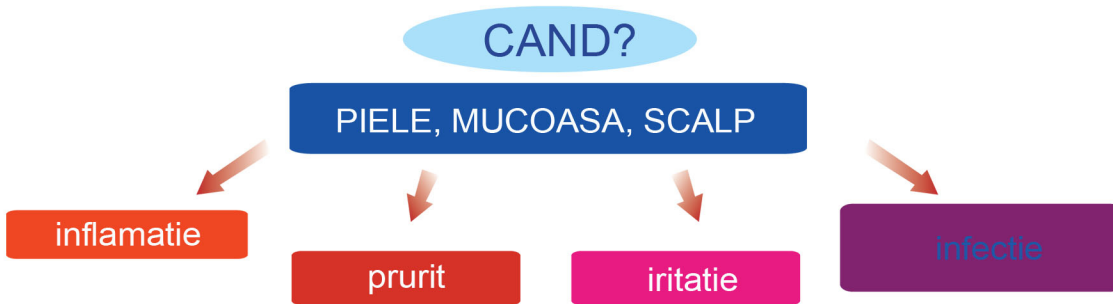 CAND?
PIELE, MUCOASA, SCALP
inflamatie
prurit
iritatie
infectie